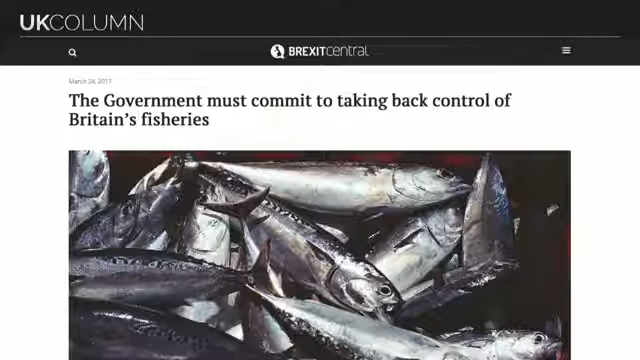 UKCOLUMN
BREXITcentral
March 24, 2017
The Government must commit to taking back control of
Britain's fisheries